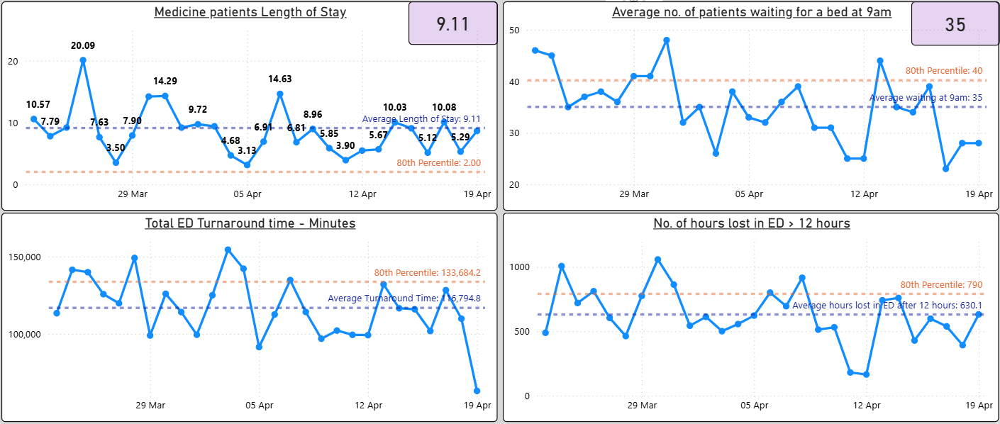 Medicine patients Length of Stay
9.11
20
10
0
10.57
7.79
20.09
7.63
3.50
7.90
14.29
9.72
4.68
3.13
6.91
14.63
6.81
8.96
5.85
3.90
5.67
10.03
5.12
10.08
5.29
Average Length of Stay: 9.11
80th Percentile: 2.00
29 Mar
05 Apr
12 Apr
19 Apr
Average no. of patients waiting for a bed at 9am
35
50
40
30
20
80th Percentile: 40
Average waiting at 9am: 35
29 Mar
05 Apr
12 Apr
19 Apr
Total ED Turnaround time - Minutes
150,000
100,000
80th Percentile: 133,684.2
Average Turnaround Time: 116,794.8
29 Mar
05 Apr
12 Apr
19 Apr
No. of hours lost in ED > 12 hours
1000
500
0
80th Percentile: 790
Average hours lost in ED after 12 hours: 630.1
29 Mar
05 Apr
12 Apr
19 Apr